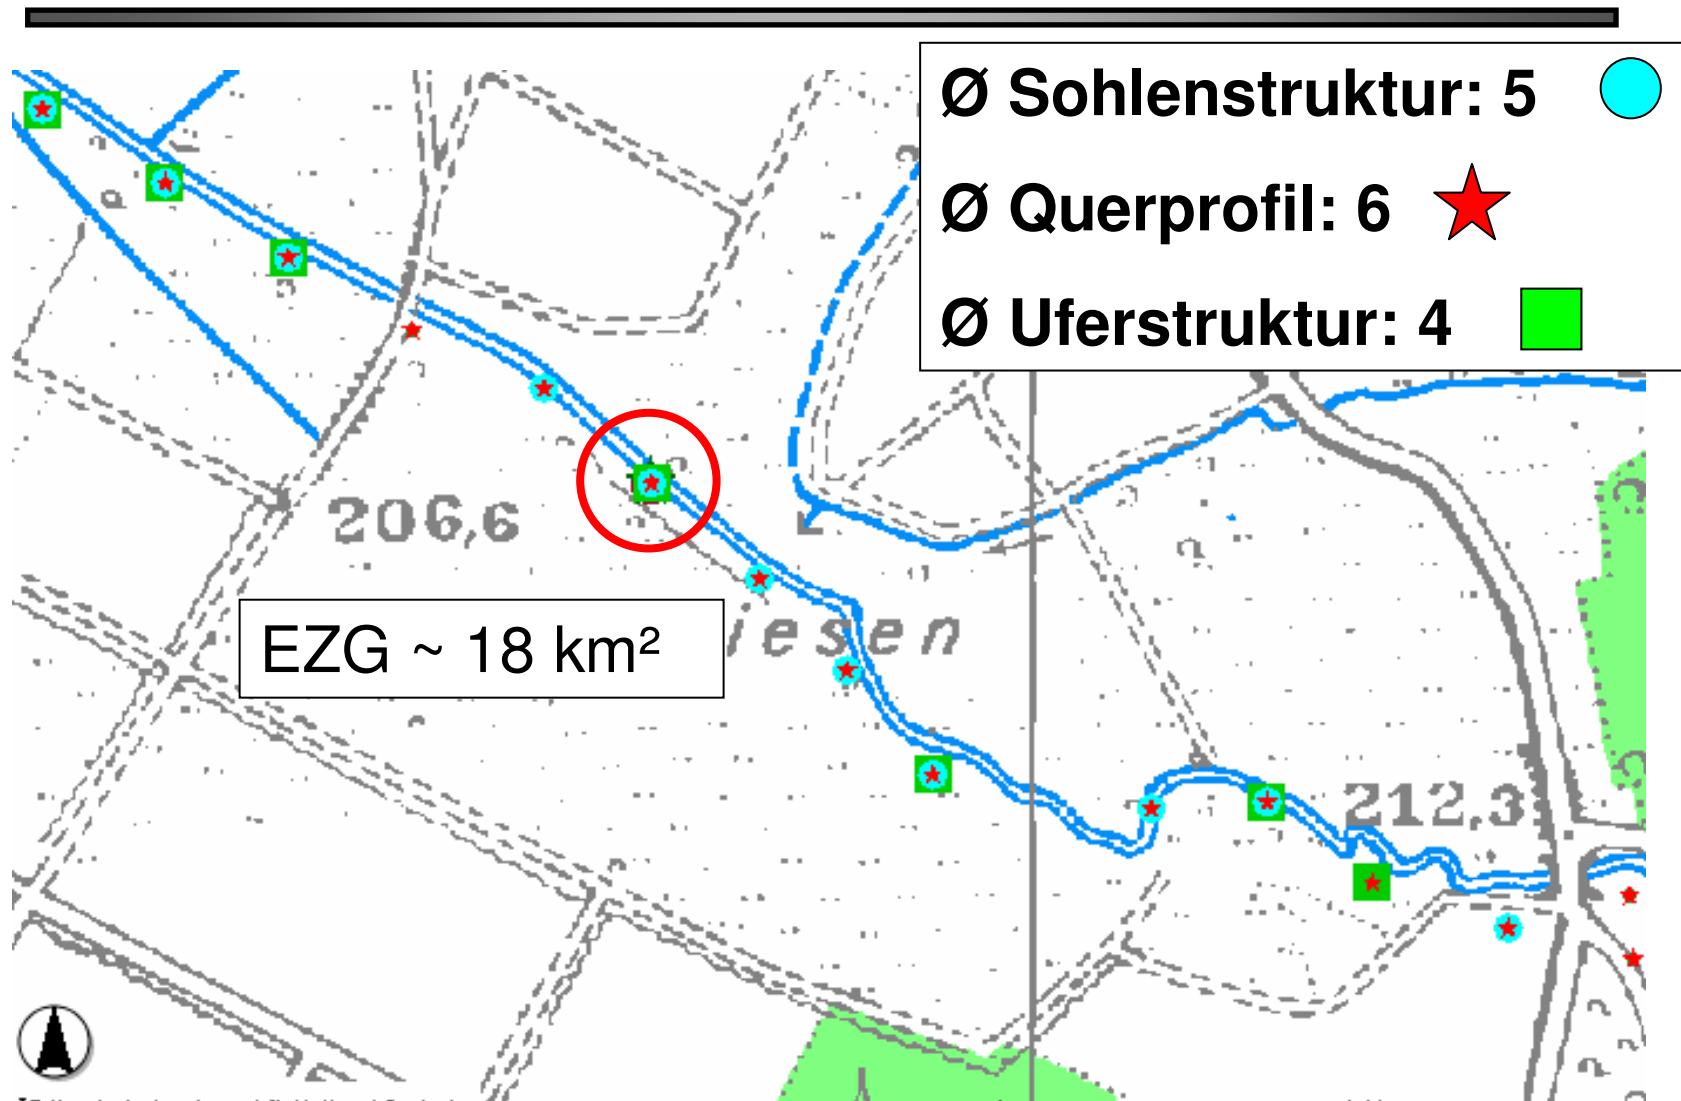 Ø Sohlenstruktur: 5
Ø Querprofil: 6
Ø Uferstruktur: 4
206,6
EZG ~ 18 km²
iesen
212,3